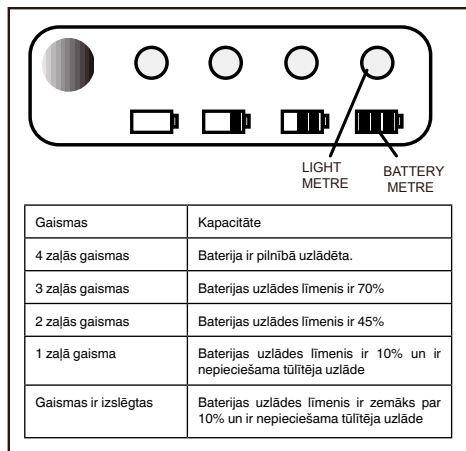 LIGHT
METRE
BATTERY
METRE
Gaismas Kapacitāte
4 zaļās gaismas Baterija ir pilnībā uzlādēta.
3 zaļās gaismas Baterijas uzlādes līmenis ir 70%
2 zaļās gaismas Baterijas uzlādes līmenis ir 45%
1 zaļā gaisma Baterijas uzlādes līmenis ir 10% un ir
nepieciešama tūlītēja uzlāde
Gaismas ir izslēgtas Baterijas uzlādes līmenis ir zemāks par
10% un ir nepieciešama tūlītēja uzlāde